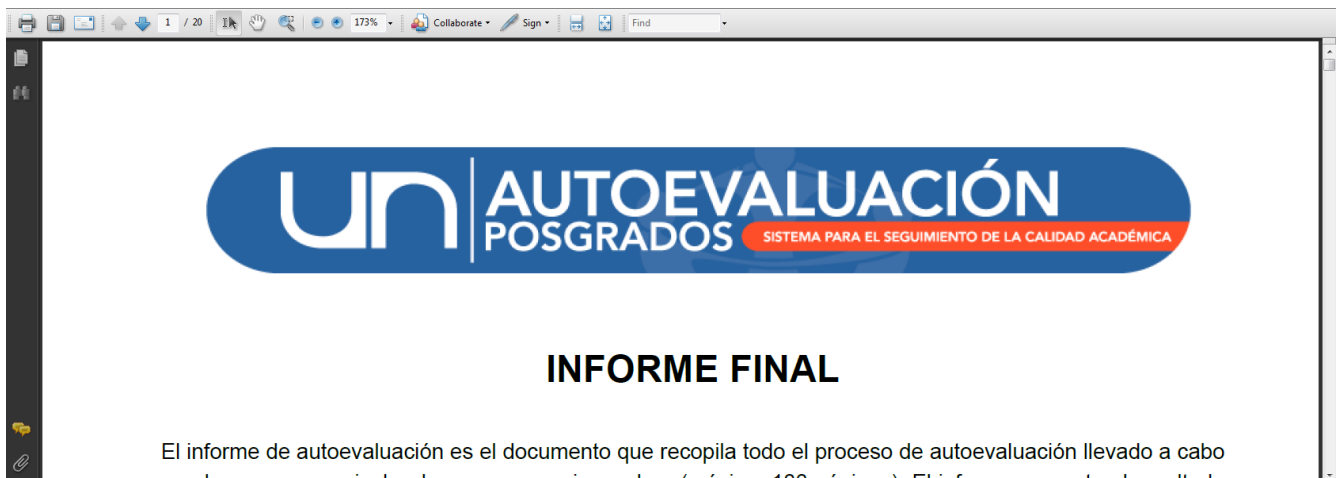 1 / 20 173% Collaborate Sign Find
un AUTOEVALUACIÓN
POSGRADOS SISTEMA PARA EL SEGUIMIENTO DE LA CALIDAD ACADÉMICA
INFORME FINAL
El informe de autoevaluación es el documento que recopila todo el proceso de autoevaluación llevado a cabo